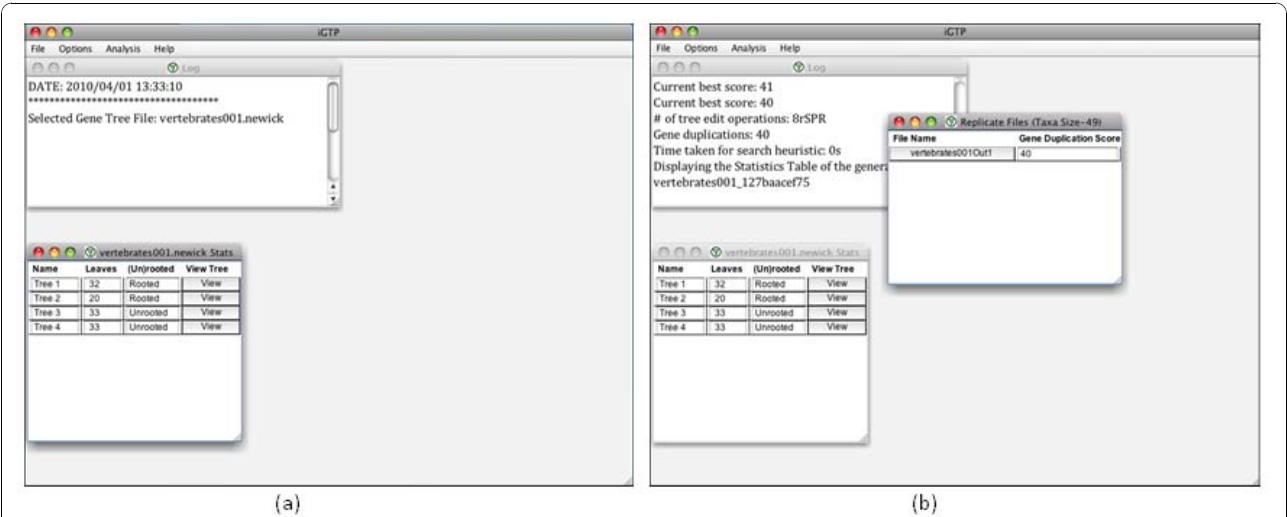 iGTP
File Options Analysis Help
Log
DATE: 2010/04/01 13:33:10
************************************
Selected Gene Tree File: vertebrates001.newick
vertebrates001.newick Stats
Name Leaves (Un)rooted View Tree
Tree 1 32 Rooted View
Tree 2 20 Rooted View
Tree 3 33 Unrooted View
Tree 4 33 Unrooted View
(a)
iGTP
File Options Analysis Help
Log
Current best score: 41
Current best score: 40
# of tree edit operations: 8rSPR
Gene duplications: 40
Time taken for search heuristic: 0s
Displaying the Statistics Table of the genera
vertebrates001_127baacef75
Replicate Files (Taxa Size-49)
File Name Gene Duplication Score
vertebrates001Out1 40
vertebrates001.newick Stats
Name Leaves (Un)rooted View Tree
Tree 1 32 Rooted View
Tree 2 20 Rooted View
Tree 3 33 Unrooted View
Tree 4 33 Unrooted View
(b)